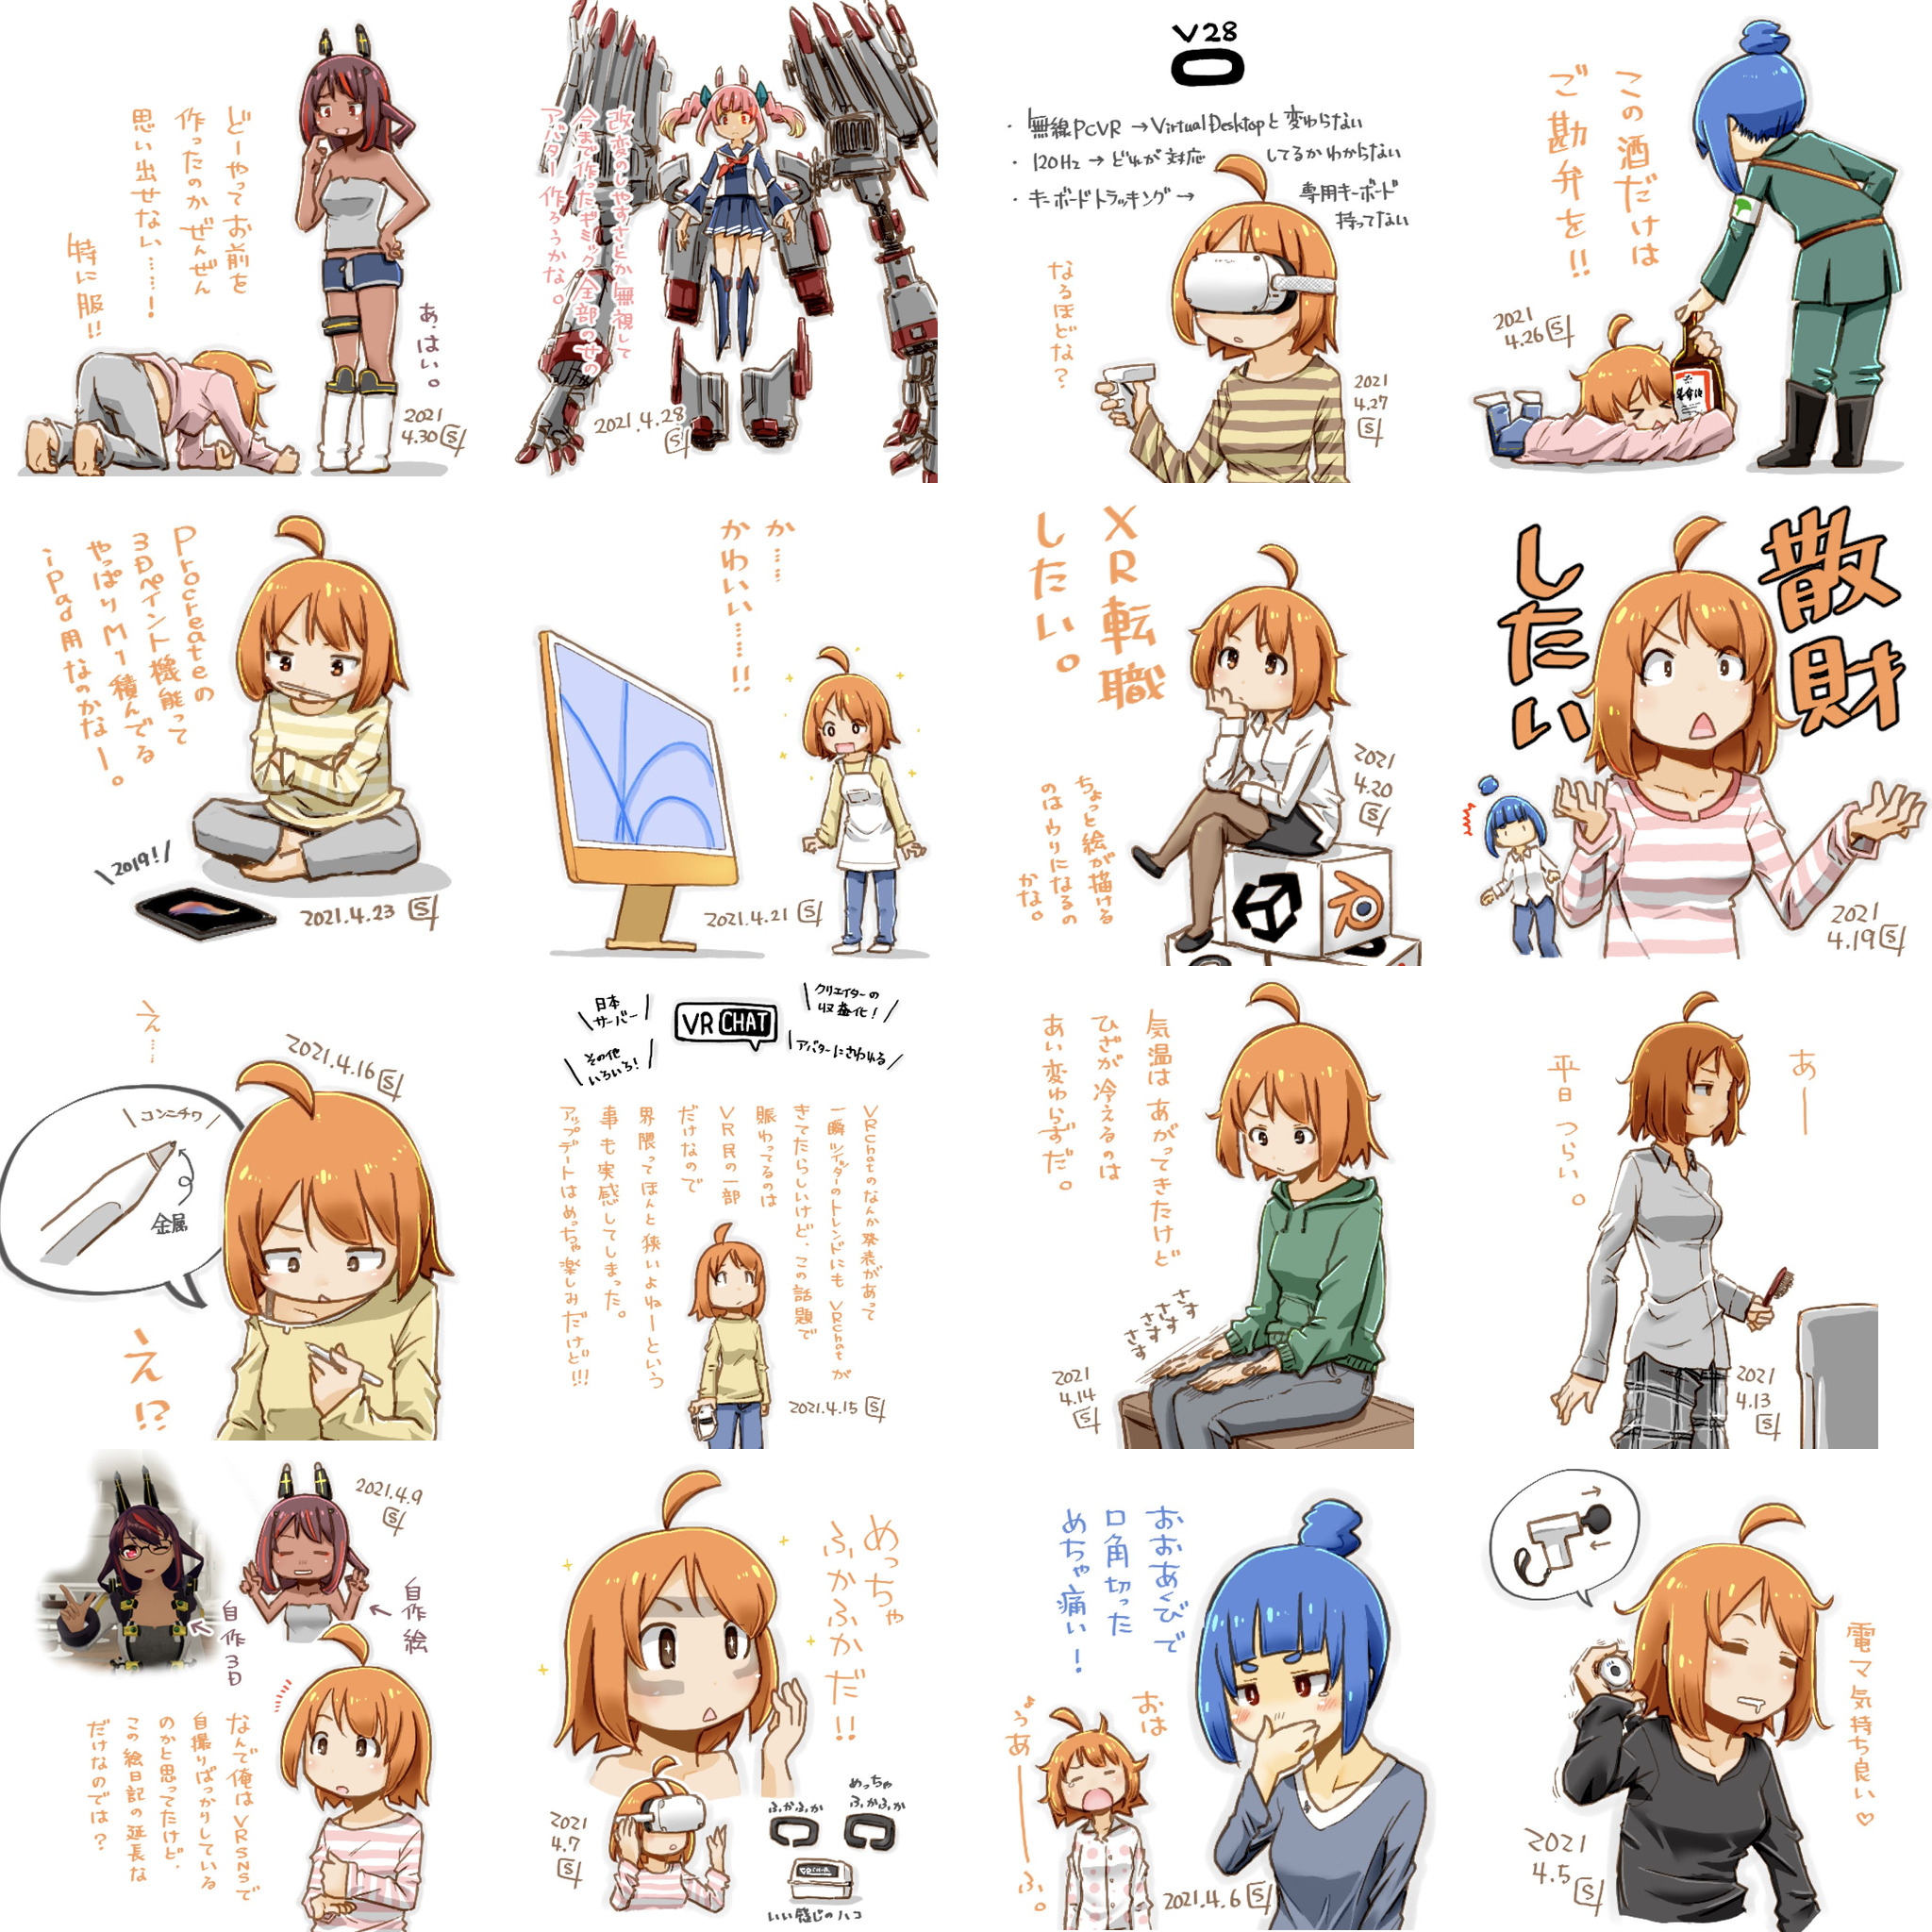 どーやってお前を
作ったのかぜんぜん
思い出せない……!
特に服!!
あ、はい。
2021
4.30
改変のしやすさとか無視して
今まで作ったギミック全部のせの
アバター作ろうかな。
2021.4.28
V28
・無線PCVR→Virtual Desktopと変わらない
・120Hz→どれが対応してるかわからない
・キーボードトラッキング→専用キーボード
持ってない
なるほどな?
2021
4.27
この酒だけは
ご勘弁を!!
2021
4.26
Procreateの
3Dペイント機能って
やっぱりM1積んでる
iPad用なのかなー。
2019!
2021.4.23
か……
かわいい……!!
2021.4.21
XR転職
したい。
ちょっと絵が描ける
のはウリになるの
かな。
2021
4.20
散財
したい
2021
4.19
え……
2021.4.16
コンニチワ
金属
え!?
日本
サーバー
VRCHAT
クリエイターの
収益化!
その他
いろいろ!
アバターにさわれる
VRChatのなんか発表があって
一瞬ツイッターのトレンドにもVRChatが
きてたらしいけど、この話題で
賑わってるのは
VR民の一部
だけなので
界隈ってほんと狭いよねーという
事も実感してしまった。
アップデートはめっちゃ楽しみだけど!!!
2021.4.15
気温はあがってきたけど
ひざが冷えるのは
あい変わらずだ。
さすさすさすさす
2021
4.14
あー
平日つらい。
2021
4.13
2021.4.9
自作絵
自作3D
なんで俺はVRSNSで
自撮りばっかりしている
のかと思ってたけど、
この絵日記の延長な
だけなのでは?
めっちゃ
ふかふかだ!!
2021
4.7
ふかふか
めっちゃ
ふかふか
いい感じのハコ
おおあくびで
口角切った
めちゃ痛い!
おは
ようあーーふ。
2021.4.6
電マ気持ち良い♡
2021
4.5